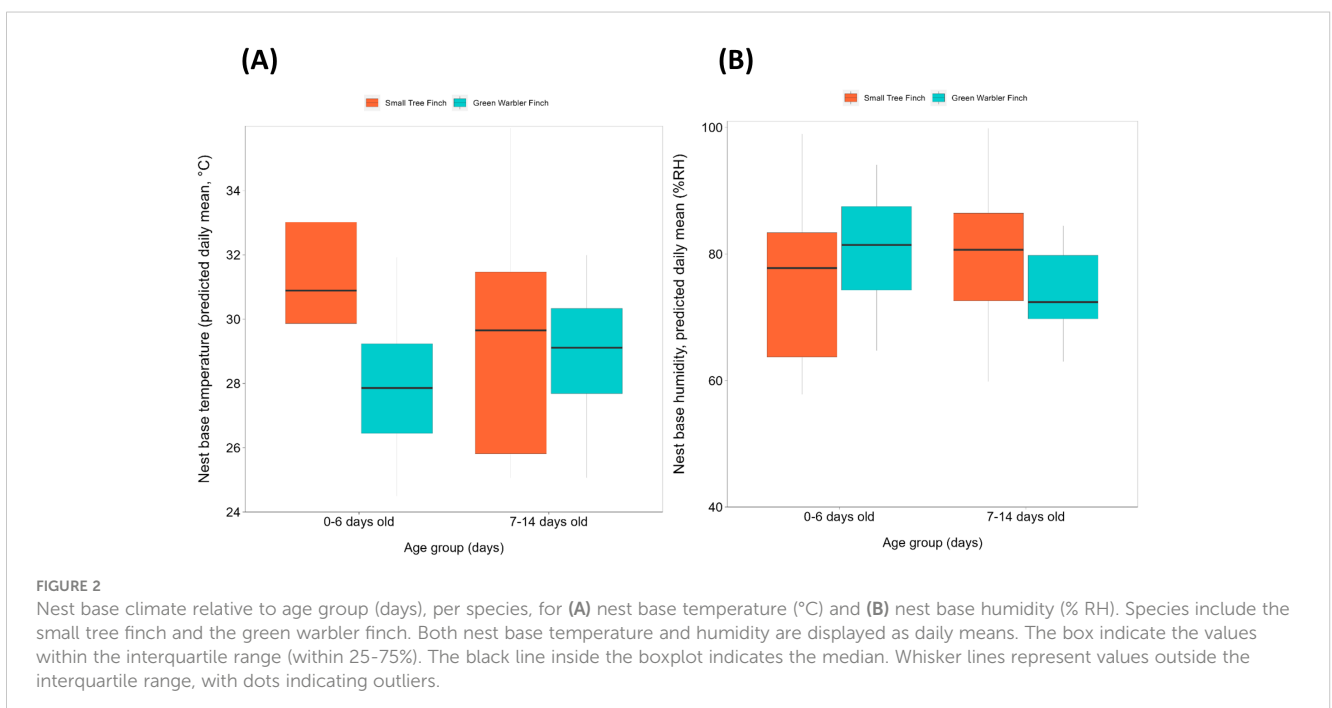 (A)
Small Tree Finch Green Warbler Finch
Nest base temperature (predicted daily mean, °C)
34
32
30
28
26
24
0-6 days old 7-14 days old
Age group (days)
(B)
Small Tree Finch Green Warbler Finch
Nest base humidity, predicted daily mean (%RH)
100
80
60
40
0-6 days old 7-14 days old
Age group (days)
FIGURE 2
Nest base climate relative to age group (days), per species, for (A) nest base temperature (°C) and (B) nest base humidity (% RH). Species include the
small tree finch and the green warbler finch. Both nest base temperature and humidity are displayed as daily means. The box indicate the values
within the interquartile range (within 25-75%). The black line inside the boxplot indicates the median. Whisker lines represent values outside the
interquartile range, with dots indicating outliers.